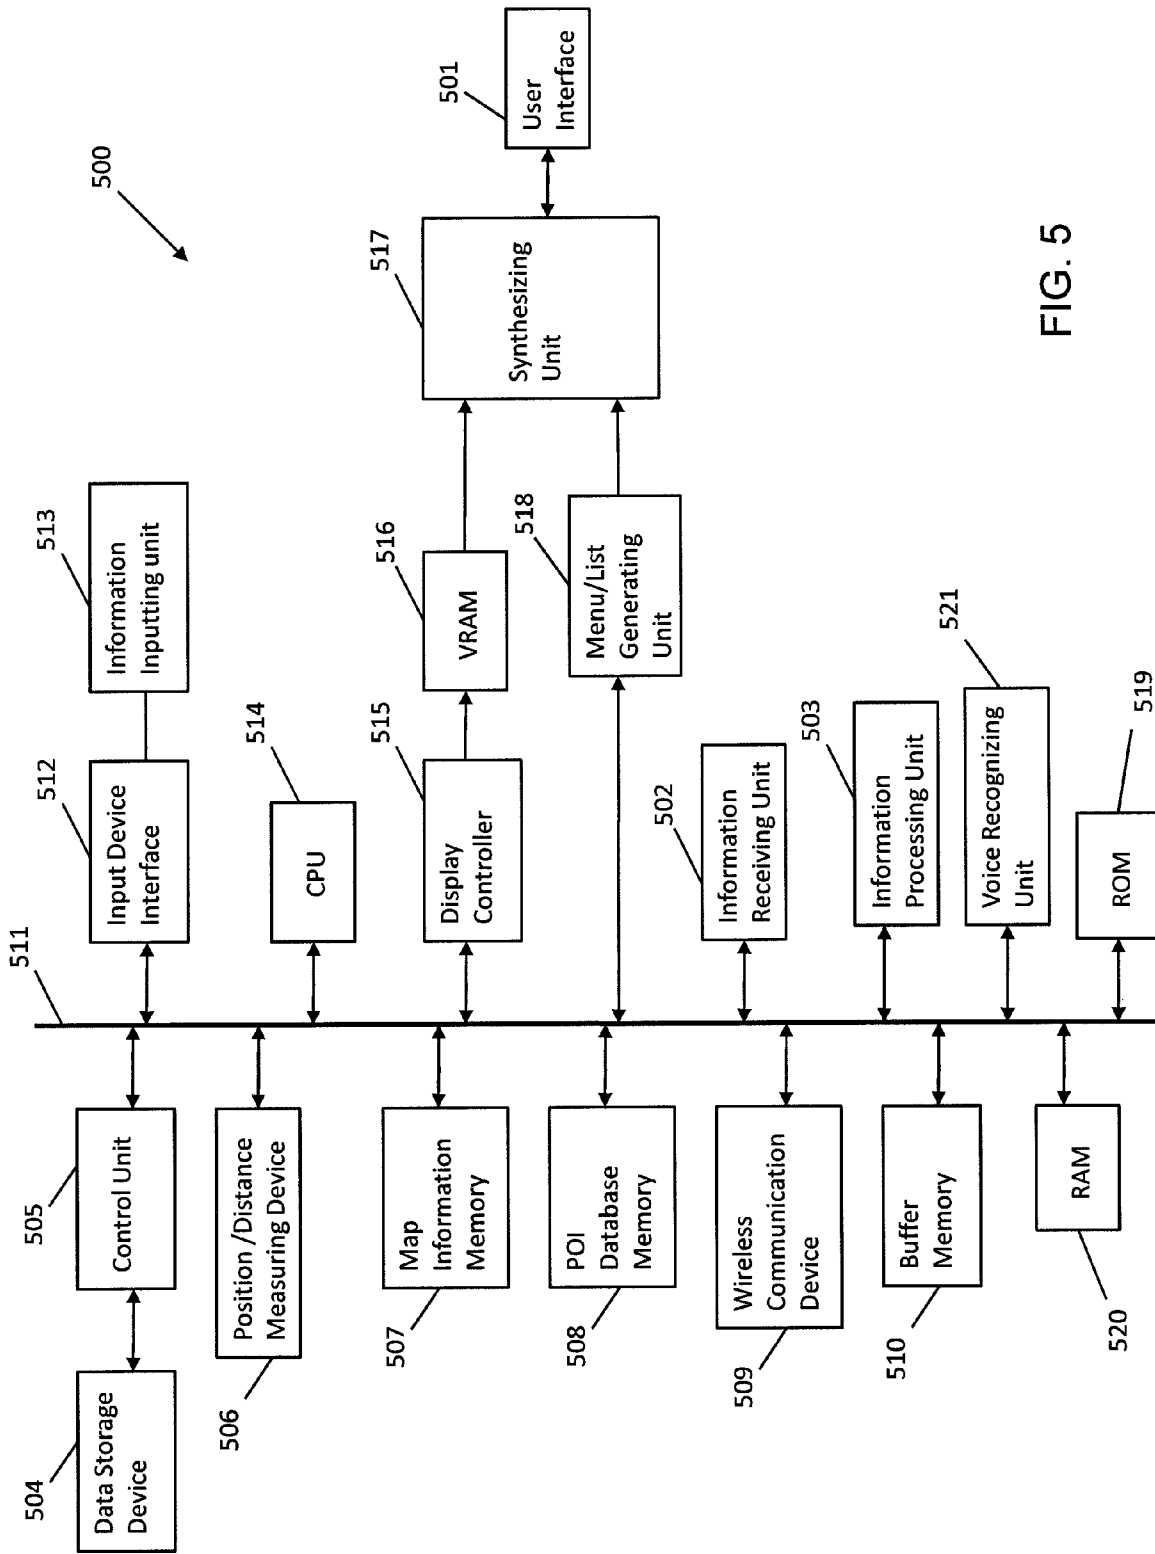 500
504
Data Storage
Device
505
Control Unit
511
512
Input Device
Interface
513
Information
Inputting unit
506
Position /Distance
Measuring Device
514
CPU
507
Map
Information
Memory
515
Display
Controller
516
VRAM
517
Synthesizing
Unit
501
User
Interface
508
POI
Database
Memory
518
Menu/List
Generating
Unit
509
Wireless
Communication
Device
502
Information
Receiving Unit
510
Buffer
Memory
503
Information
Processing Unit
521
Voice Recognizing
Unit
520
RAM
519
ROM
FIG. 5